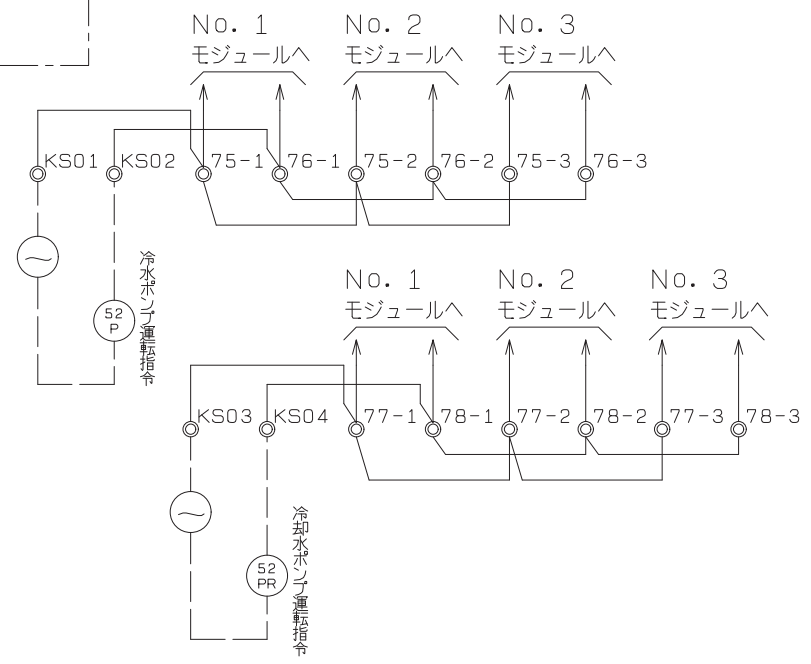 No. 1 No. 2 No. 3
モジュールへ モジュールへ モジュールへ
KS01 KS02 75-1 76-1 75-2 76-2 75-3 76-3
52
P
冷水ポンプ運転指令
No. 1 No. 2 No. 3
モジュールへ モジュールへ モジュールへ
KS03 KS04 77-1 78-1 77-2 78-2 77-3 78-3
52
PR
冷却水ポンプ運転指令